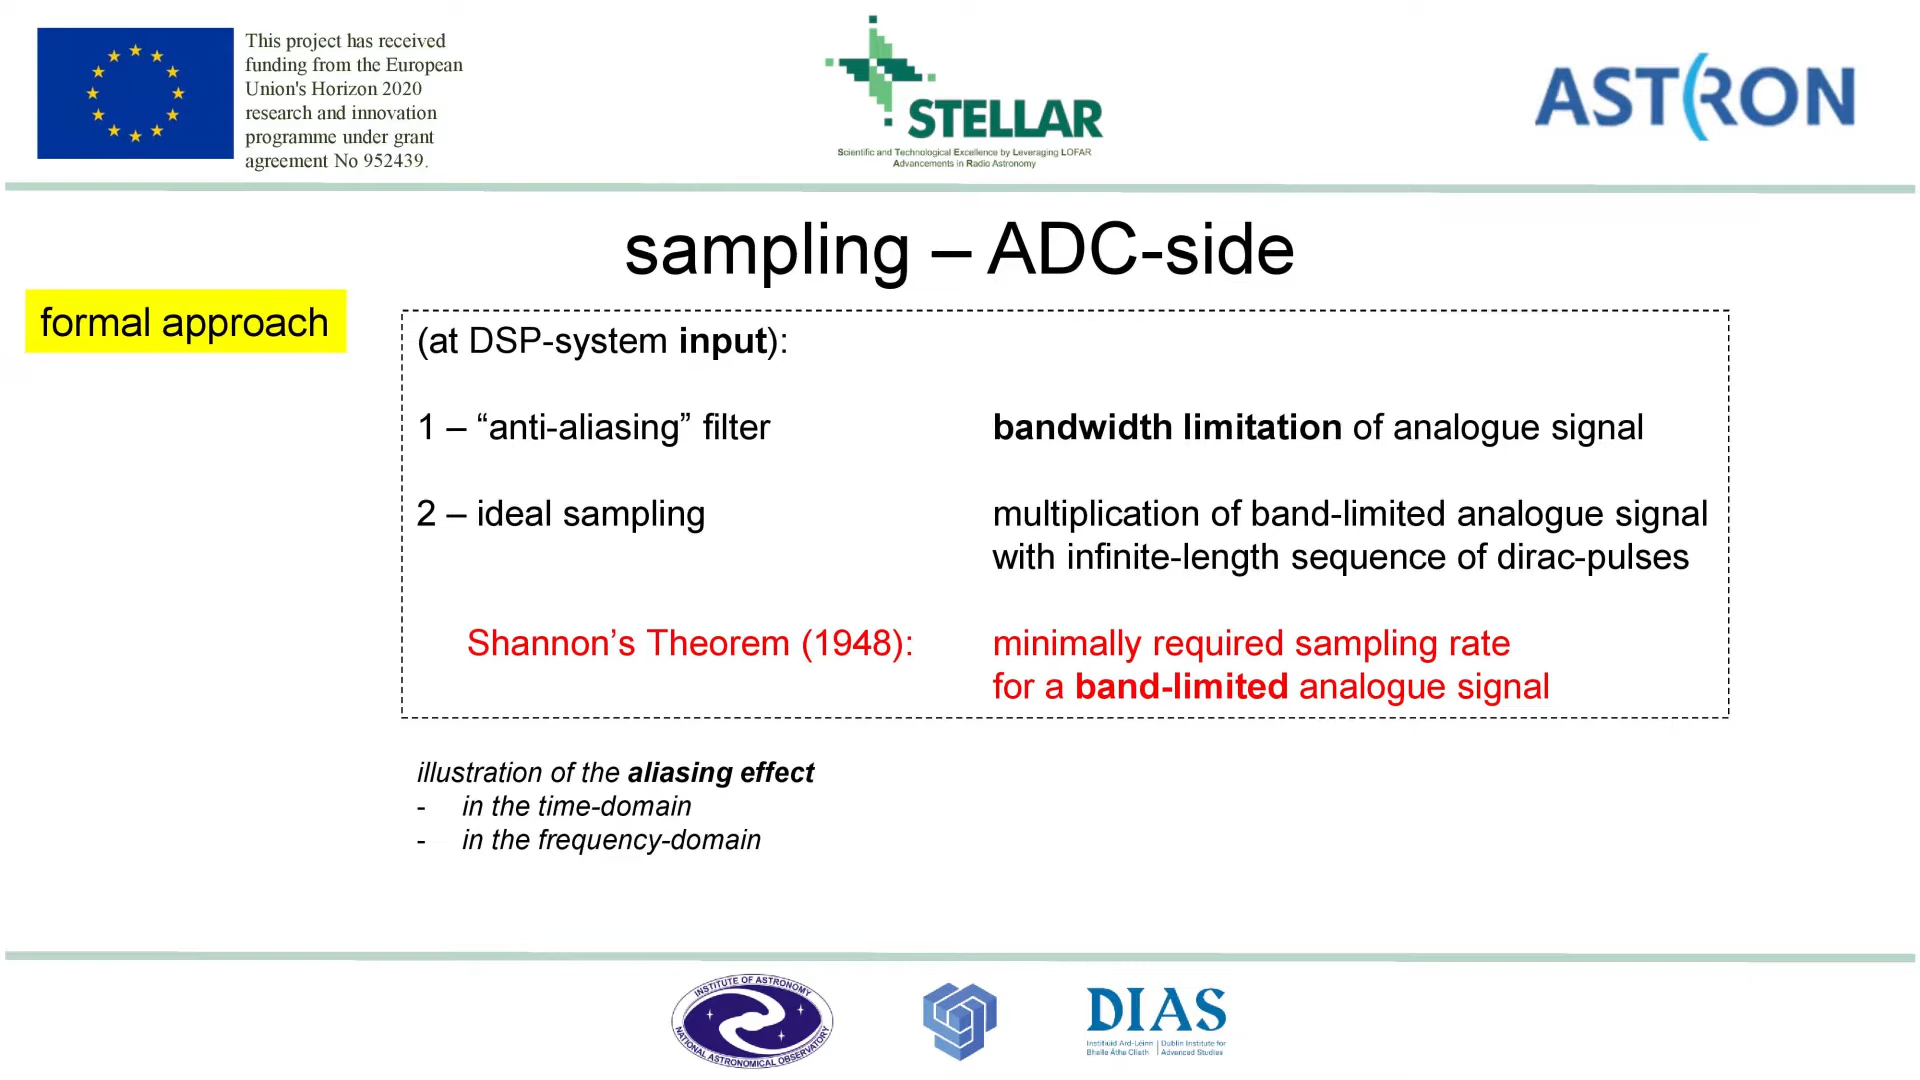 This project has received
funding from the European
Union's Horizon 2020
research and innovation
programme under grant
agreement No 952439.
STELLAR
Scientific and Technological Excellence by Leveraging LOFAR
Advancements in Radio Astronomy
ASTRON
sampling – ADC-side
formal approach
(at DSP-system input):
1 – “anti-aliasing” filter bandwidth limitation of analogue signal
2 – ideal sampling multiplication of band-limited analogue signal
with infinite-length sequence of dirac-pulses
Shannon’s Theorem (1948): minimally required sampling rate
for a band-limited analogue signal
illustration of the aliasing effect
- in the time-domain
- in the frequency-domain
INSTITUTE OF ASTRONOMY
NATIONAL ASTRONOMICAL OBSERVATORY
DIAS
Institiúid Ard-Léinn | Dublin Institute for
Bhaile Átha Cliath | Advanced Studies